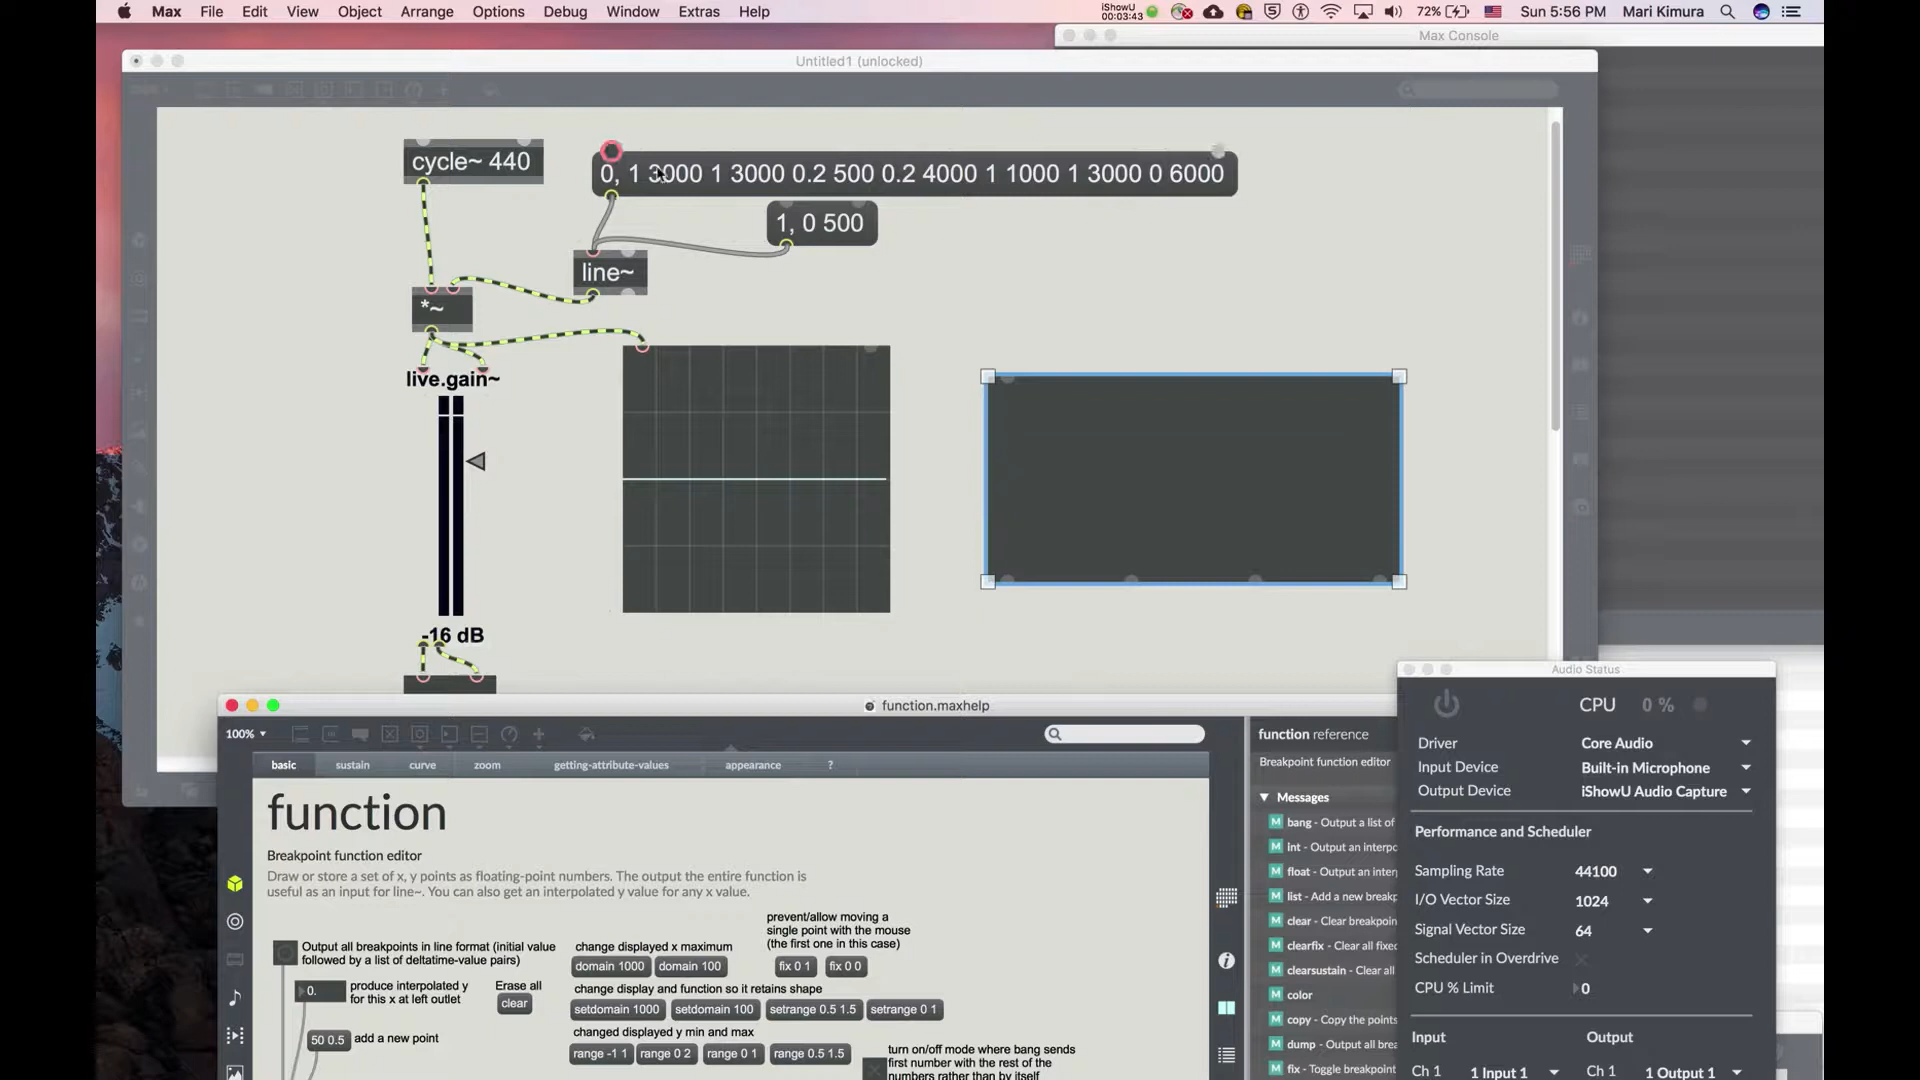 Max File Edit View Object Arrange Options Debug Window Extras Help
iShowU
00:03:43
72%
Sun 5:56 PM Mari Kimura
Max Console
Untitled1 (unlocked)
cycle~ 440
0, 1 3000 1 3000 0.2 500 0.2 4000 1 1000 1 3000 0 6000
1, 0 500
line~
*~
live.gain~
-16 dB
Audio Status
CPU 0 %
Driver Core Audio
Input Device Built-in Microphone
Output Device iShowU Audio Capture
Performance and Scheduler
Sampling Rate 44100
I/O Vector Size 1024
Signal Vector Size 64
Scheduler in Overdrive
CPU % Limit 0
Input Output
Ch 1 1 Input 1 Ch 1 1 Output 1
function.maxhelp
100%
basic sustain curve zoom getting-attribute-values appearance ?
function
Breakpoint function editor
Draw or store a set of x, y points as floating-point numbers. The output the entire function is
useful as an input for line~. You can also get an interpolated y value for any x value.
Output all breakpoints in line format (initial value
followed by a list of deltatime-value pairs)
0.
produce interpolated y
for this x at left outlet
Erase all
clear
50 0.5
add a new point
change displayed x maximum
domain 1000 domain 100
prevent/allow moving a
single point with the mouse
(the first one in this case)
fix 0 1 fix 0 0
change display and function so it retains shape
setdomain 1000 setdomain 100 setrange 0.5 1.5 setrange 0 1
changed displayed y min and max
range -1 1 range 0 2 range 0 1 range 0.5 1.5
turn on/off mode where bang sends
first number with the rest of the
numbers rather than by itself
function reference
Breakpoint function editor
Messages
M bang - Output a list of
M int - Output an interpo
M float - Output an inter
M list - Add a new breakp
M clear - Clear breakpoin
M clearfix - Clear all fixed
M clearsustain - Clear all
M color
M copy - Copy the points
M dump - Output all brea
M fix - Toggle breakpoint